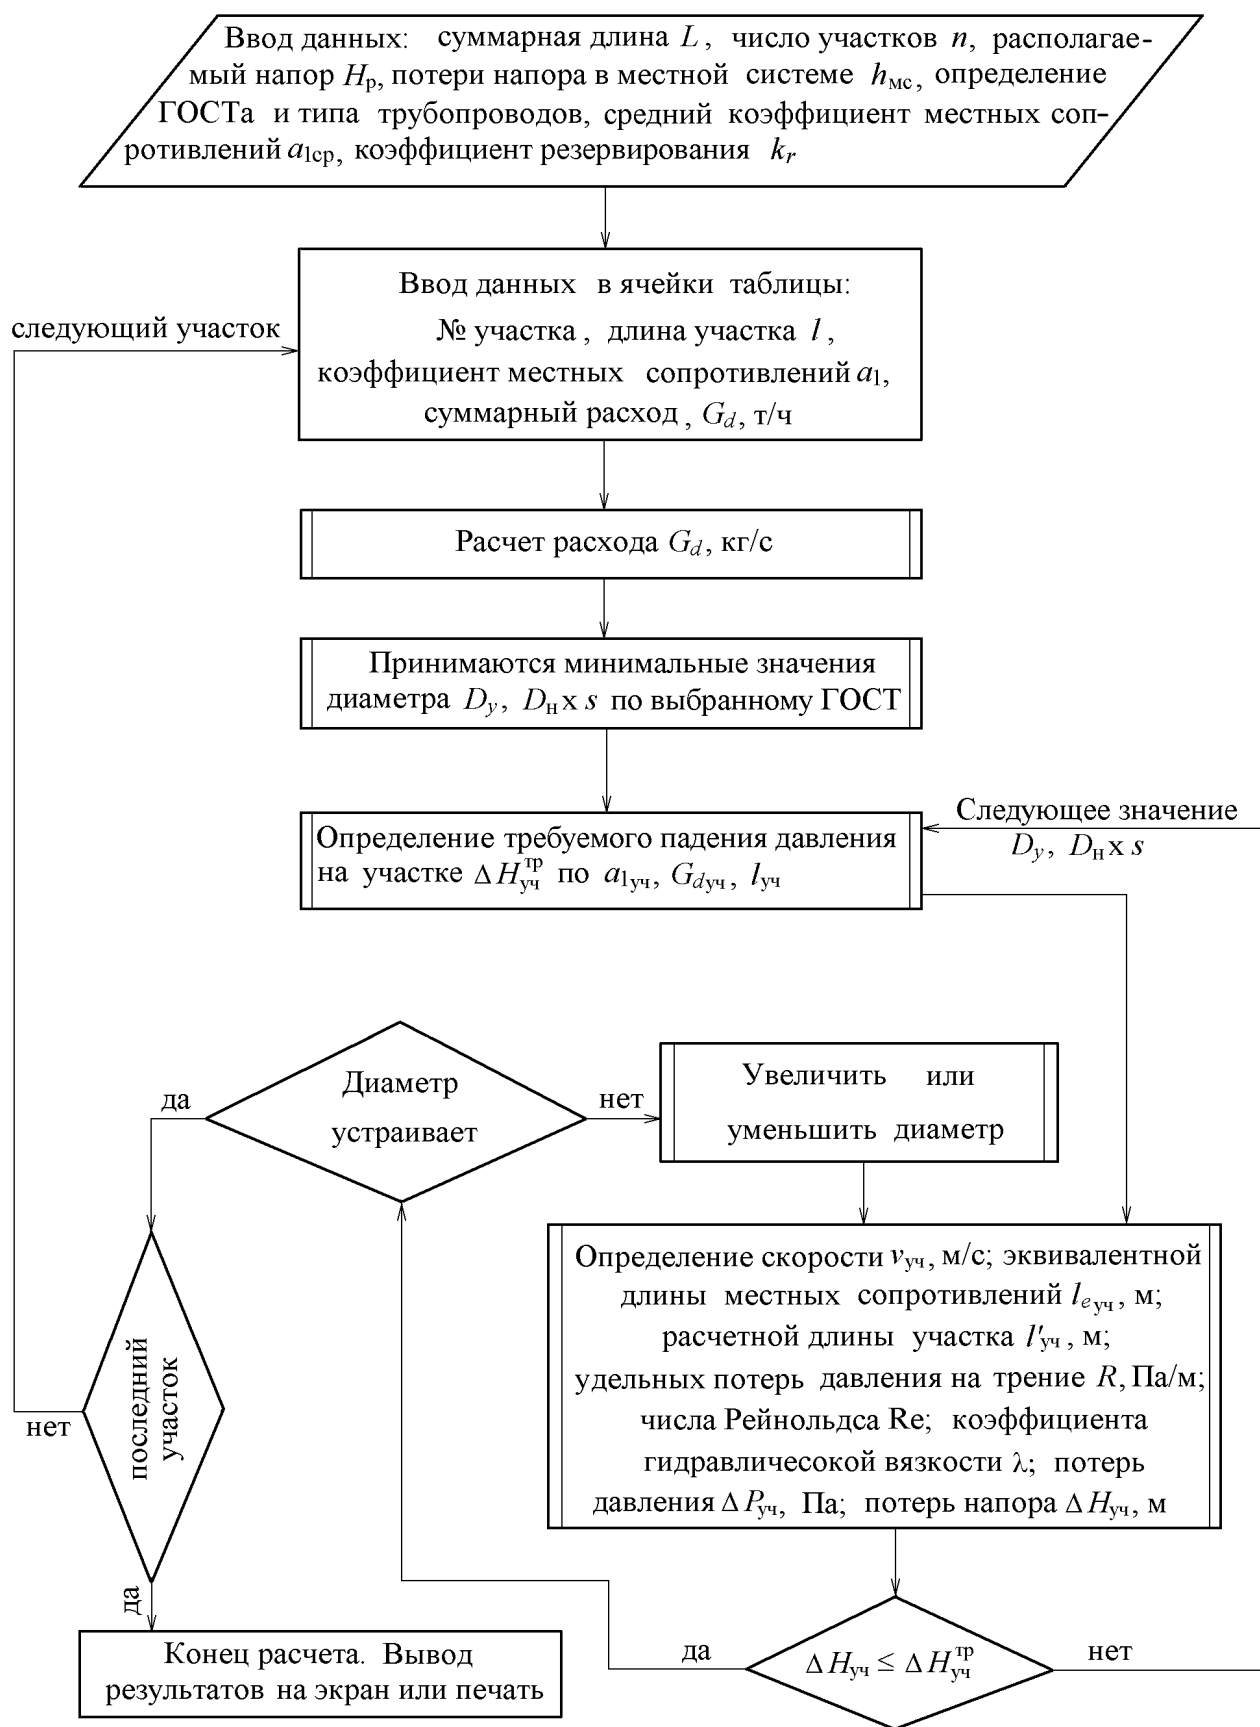 Ввод данных: суммарная длина L, число участков n, располагае-
мый напор Hр, потери напора в местной системе hмс, определение
ГОСТа и типа трубопроводов, средний коэффициент местных соп-
ротивлений a1ср, коэффициент резервирования kr
Ввод данных в ячейки таблицы:
№ участка, длина участка l,
коэффициент местных сопротивлений a1,
суммарный расход, Gd, т/ч
следующий участок
Расчет расхода Gd, кг/с
Принимаются минимальные значения
диаметра Dy, Dн x s по выбранному ГОСТ
Определение требуемого падения давления
на участке ΔHучтр по a1уч, Gdуч, lуч
Следующее значение
Dy, Dн x s
Диаметр
устраивает
да
нет
Увеличить или
уменьшить диаметр
Определение скорости vуч, м/с; эквивалентной
длины местных сопротивлений leуч, м;
расчетной длины участка l'уч, м;
удельных потерь давления на трение R, Па/м;
числа Рейнольдса Re; коэффициента
гидравличесокой вязкости λ; потерь
давления ΔPуч, Па; потерь напора ΔHуч, м
последний
участок
нет
да
Конец расчета. Вывод
результатов на экран или печать
да
ΔHуч ≤ ΔHучтр
нет